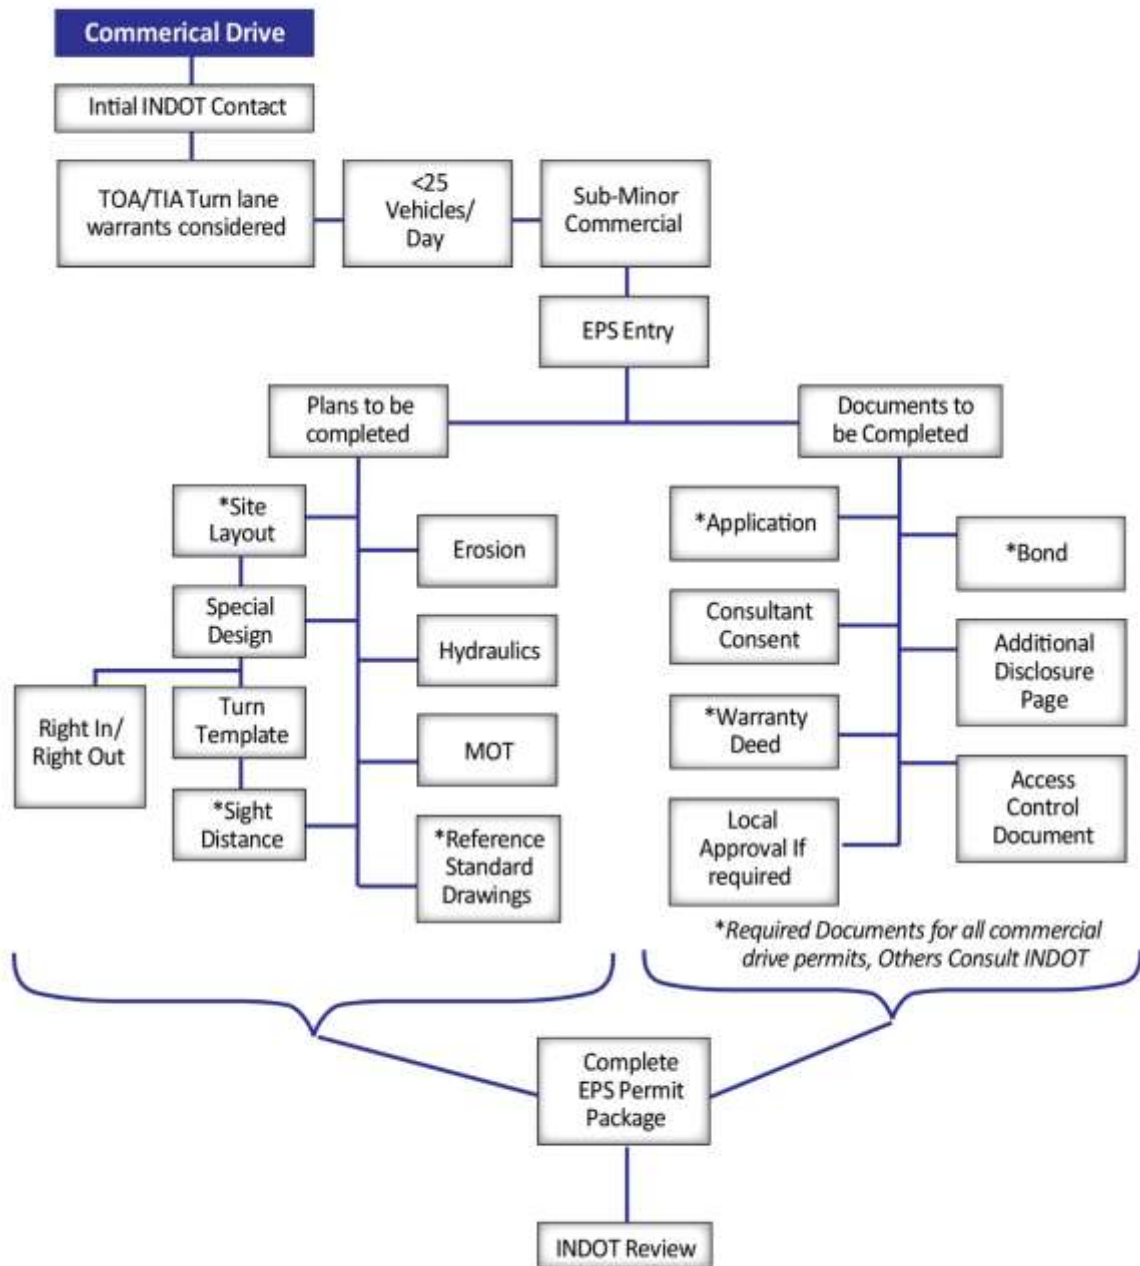 Commerical Drive
Intial INDOT Contact
TOA/TIA Turn lane
warrants considered
<25
Vehicles/
Day
Sub-Minor
Commercial
EPS Entry
Plans to be
completed
Documents to
be Completed
*Site
Layout
Erosion
Special
Design
Hydraulics
Right In/
Right Out
Turn
Template
MOT
*Sight
Distance
*Reference
Standard
Drawings
*Application
*Bond
Consultant
Consent
Additional
Disclosure
Page
*Warranty
Deed
Access
Control
Document
Local
Approval If
required
*Required Documents for all commercial
drive permits, Others Consult INDOT
Complete
EPS Permit
Package
INDOT Review